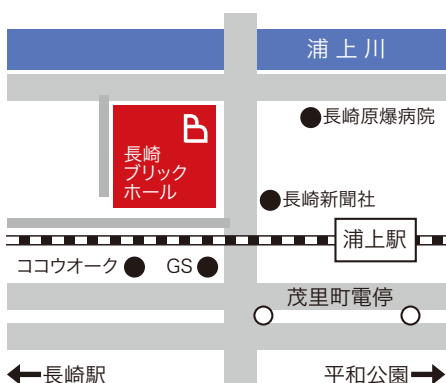 浦上川
長崎原爆病院
長崎
ブリック
ホール
長崎新聞社
浦上駅
ココウオーク
GS
茂里町電停
長崎駅
平和公園